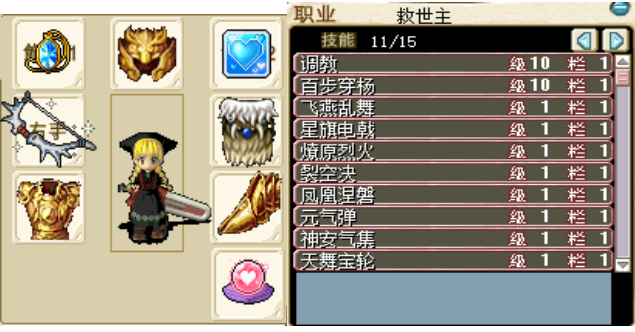 右手
职业
救世主
技能 11/15
调教 级 10 栏 1
百步穿杨 级 10 栏 1
飞燕乱舞 级 1 栏 1
星旗电戟 级 1 栏 1
燎原烈火 级 1 栏 1
裂空决 级 1 栏 1
凤凰涅磐 级 1 栏 1
元气弹 级 1 栏 1
神安气集 级 1 栏 1
天舞宝轮 级 1 栏 1